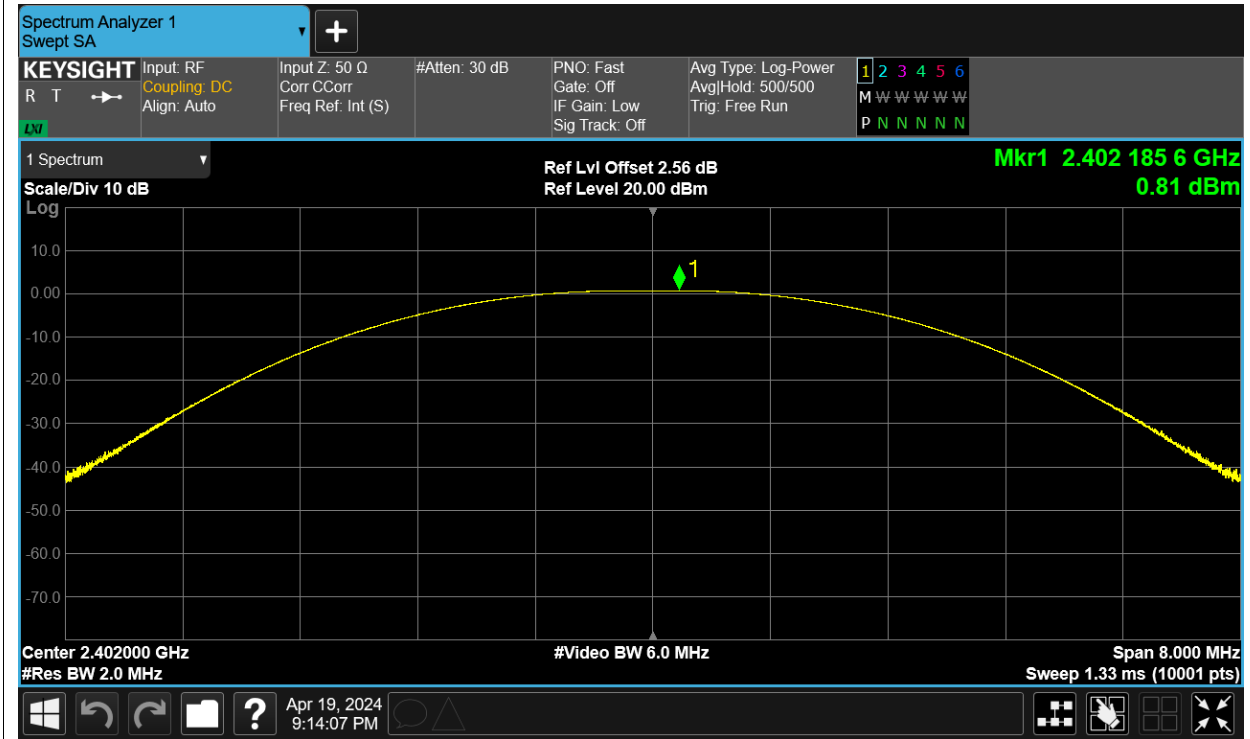 Spectrum Analyzer 1
Swept SA
KEYSIGHT
R T
LXI
Input: RF
Coupling: DC
Align: Auto
Input Z: 50 Ω
Corr CCorr
Freq Ref: Int (S)
#Atten: 30 dB
PNO: Fast
Gate: Off
IF Gain: Low
Sig Track: Off
Avg Type: Log-Power
Avg|Hold: 500/500
Trig: Free Run
1 2 3 4 5 6
M W W W W W W
P N N N N N N
1 Spectrum
Scale/Div 10 dB
Log
Ref Lvl Offset 2.56 dB
Ref Level 20.00 dBm
Mkr1 2.402 185 6 GHz
0.81 dBm
1
10.0
0.00
-10.0
-20.0
-30.0
-40.0
-50.0
-60.0
-70.0
Center 2.402000 GHz
#Res BW 2.0 MHz
#Video BW 6.0 MHz
Span 8.000 MHz
Sweep 1.33 ms (10001 pts)
?
Apr 19, 2024
9:14:07 PM